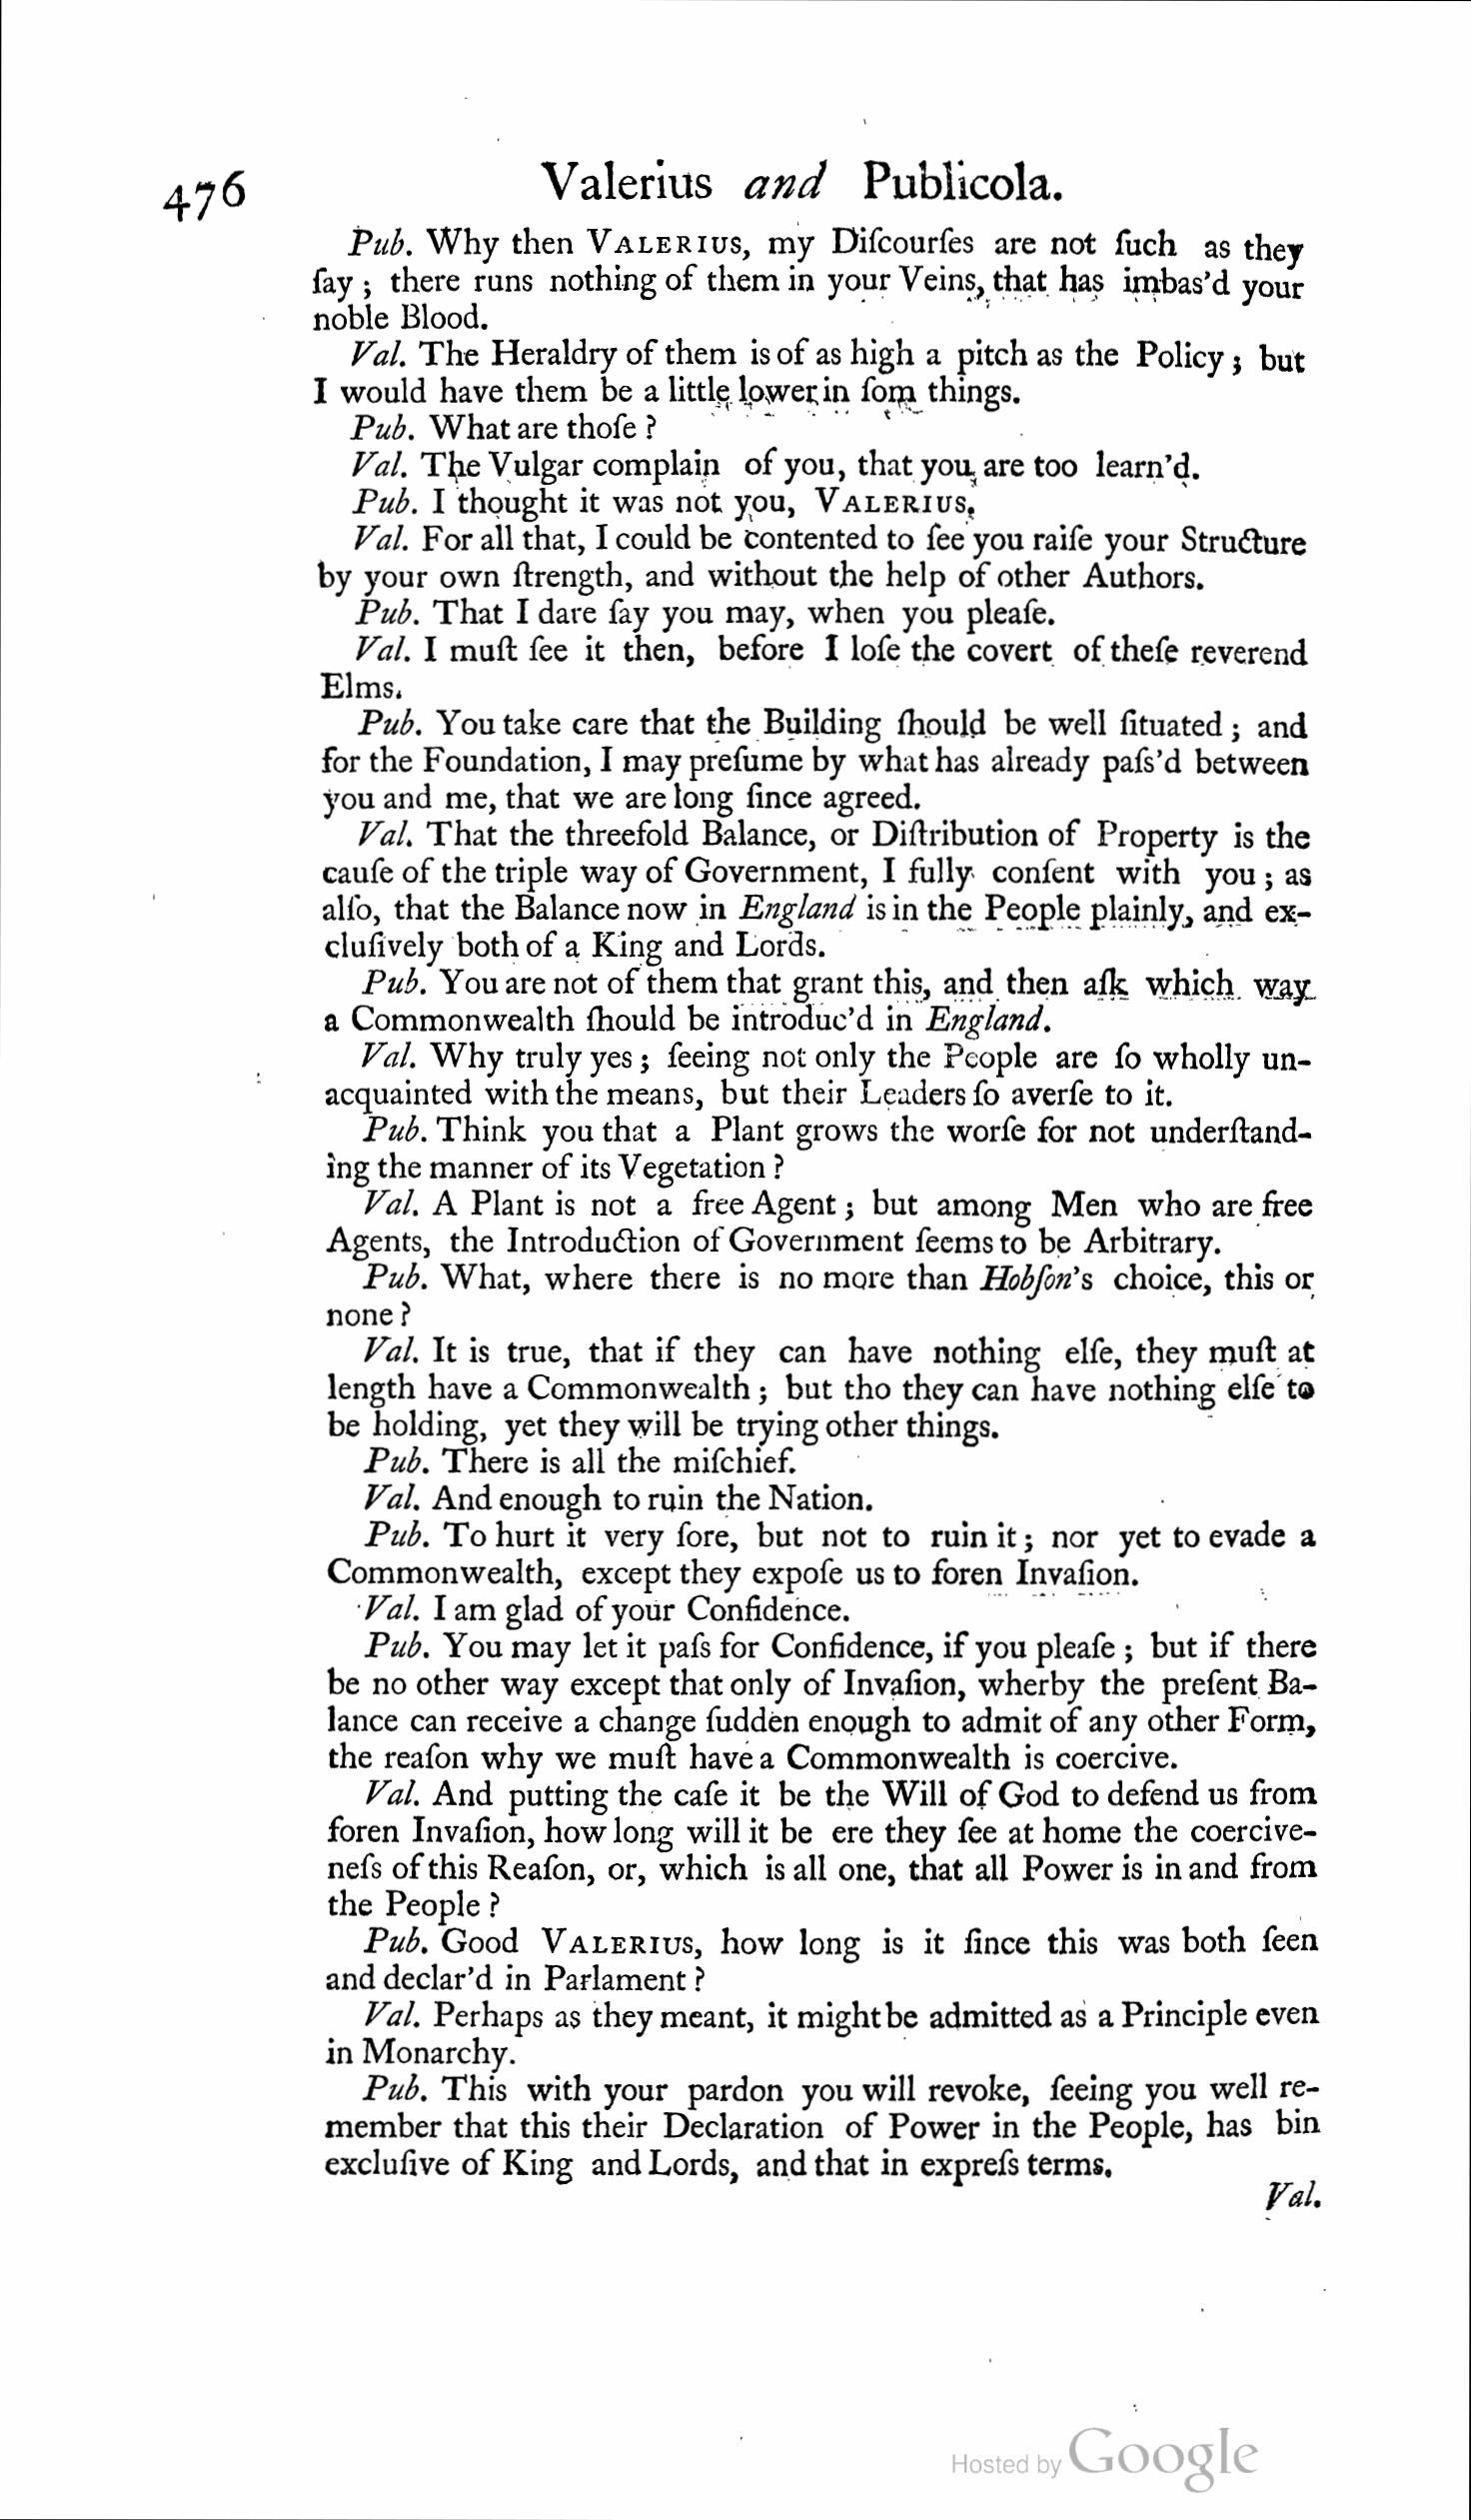 476
Valerius and Publicola.
Pub. Why then VALERIUS, my Diſcourſes are not ſuch as they
ſay; there runs nothing of them in your Veins, that has imbas'd your
noble Blood.
Val. The Heraldry of them is of as high a pitch as the Policy; but
I would have them be a little lower in ſom things.
Pub. What are thoſe?
Val. The Vulgar complain of you, that you are too learn'd.
Pub. I thought it was not you, VALERIUS.
Val. For all that, I could be contented to ſee you raiſe your Structure
by your own ſtrength, and without the help of other Authors.
Pub. That I dare ſay you may, when you pleaſe.
Val. I muſt ſee it then, before I loſe the covert of theſe reverend
Elms.
Pub. You take care that the Building ſhould be well ſituated; and
for the Foundation, I may preſume by what has already paſs'd between
you and me, that we are long ſince agreed.
Val. That the threefold Balance, or Diſtribution of Property is the
cauſe of the triple way of Government, I fully conſent with you; as
alſo, that the Balance now in England is in the People plainly, and ex-
cluſively both of a King and Lords.
Pub. You are not of them that grant this, and then aſk which way
a Commonwealth ſhould be introduc'd in England.
Val. Why truly yes; ſeeing not only the People are ſo wholly un-
acquainted with the means, but their Leaders ſo averſe to it.
Pub. Think you that a Plant grows the worſe for not underſtand-
ing the manner of its Vegetation?
Val. A Plant is not a free Agent; but among Men who are free
Agents, the Introduction of Government ſeems to be Arbitrary.
Pub. What, where there is no more than Hobſon's choice, this or
none?
Val. It is true, that if they can have nothing elſe, they muſt at
length have a Commonwealth; but tho they can have nothing elſe to
be holding, yet they will be trying other things.
Pub. There is all the miſchief.
Val. And enough to ruin the Nation.
Pub. To hurt it very ſore, but not to ruin it; nor yet to evade a
Commonwealth, except they expoſe us to foren Invaſion.
Val. I am glad of your Confidence.
Pub. You may let it paſs for Confidence, if you pleaſe; but if there
be no other way except that only of Invaſion, wherby the preſent Ba-
lance can receive a change ſudden enough to admit of any other Form,
the reaſon why we muſt have a Commonwealth is coercive.
Val. And putting the caſe it be the Will of God to defend us from
foren Invaſion, how long will it be ere they ſee at home the coercive-
neſs of this Reaſon, or, which is all one, that all Power is in and from
the People?
Pub. Good VALERIUS, how long is it ſince this was both ſeen
and declar'd in Parlament?
Val. Perhaps as they meant, it might be admitted as a Principle even
in Monarchy.
Pub. This with your pardon you will revoke, ſeeing you well re-
member that this their Declaration of Power in the People, has bin
excluſive of King and Lords, and that in expreſs terms.
Val.
Hosted by Google